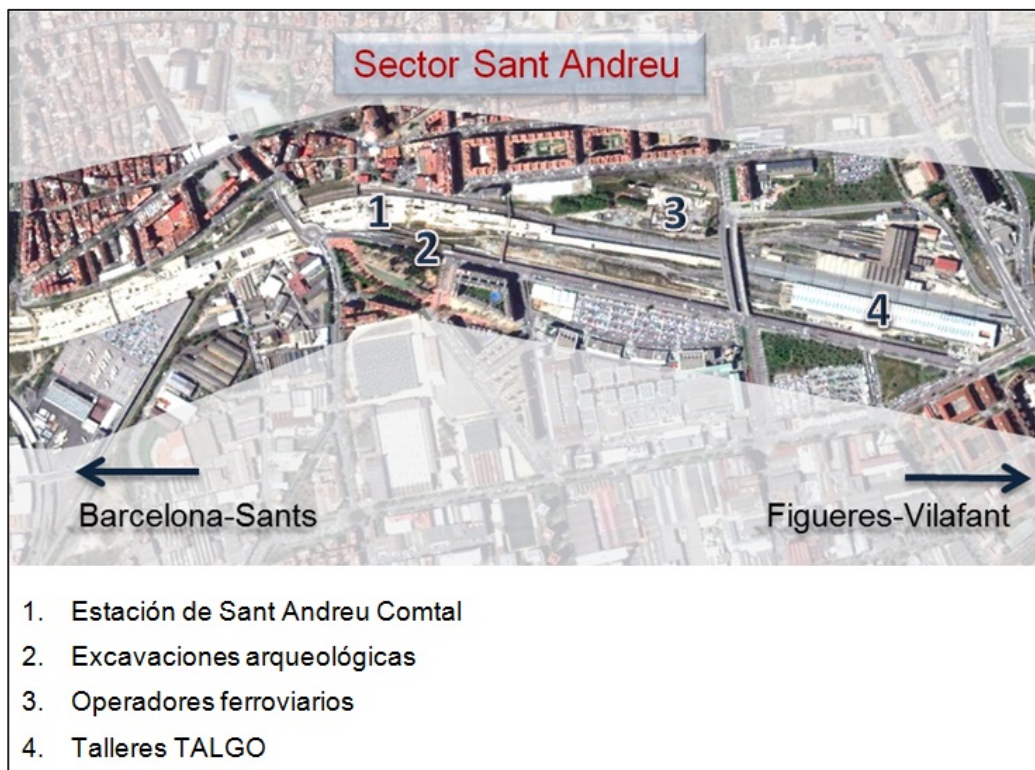 Sector Sant Andreu
1
2
3
4
Barcelona-Sants
Figueres-Vilafant
1. Estación de Sant Andreu Comtal
2. Excavaciones arqueológicas
3. Operadores ferroviarios
4. Talleres TALGO